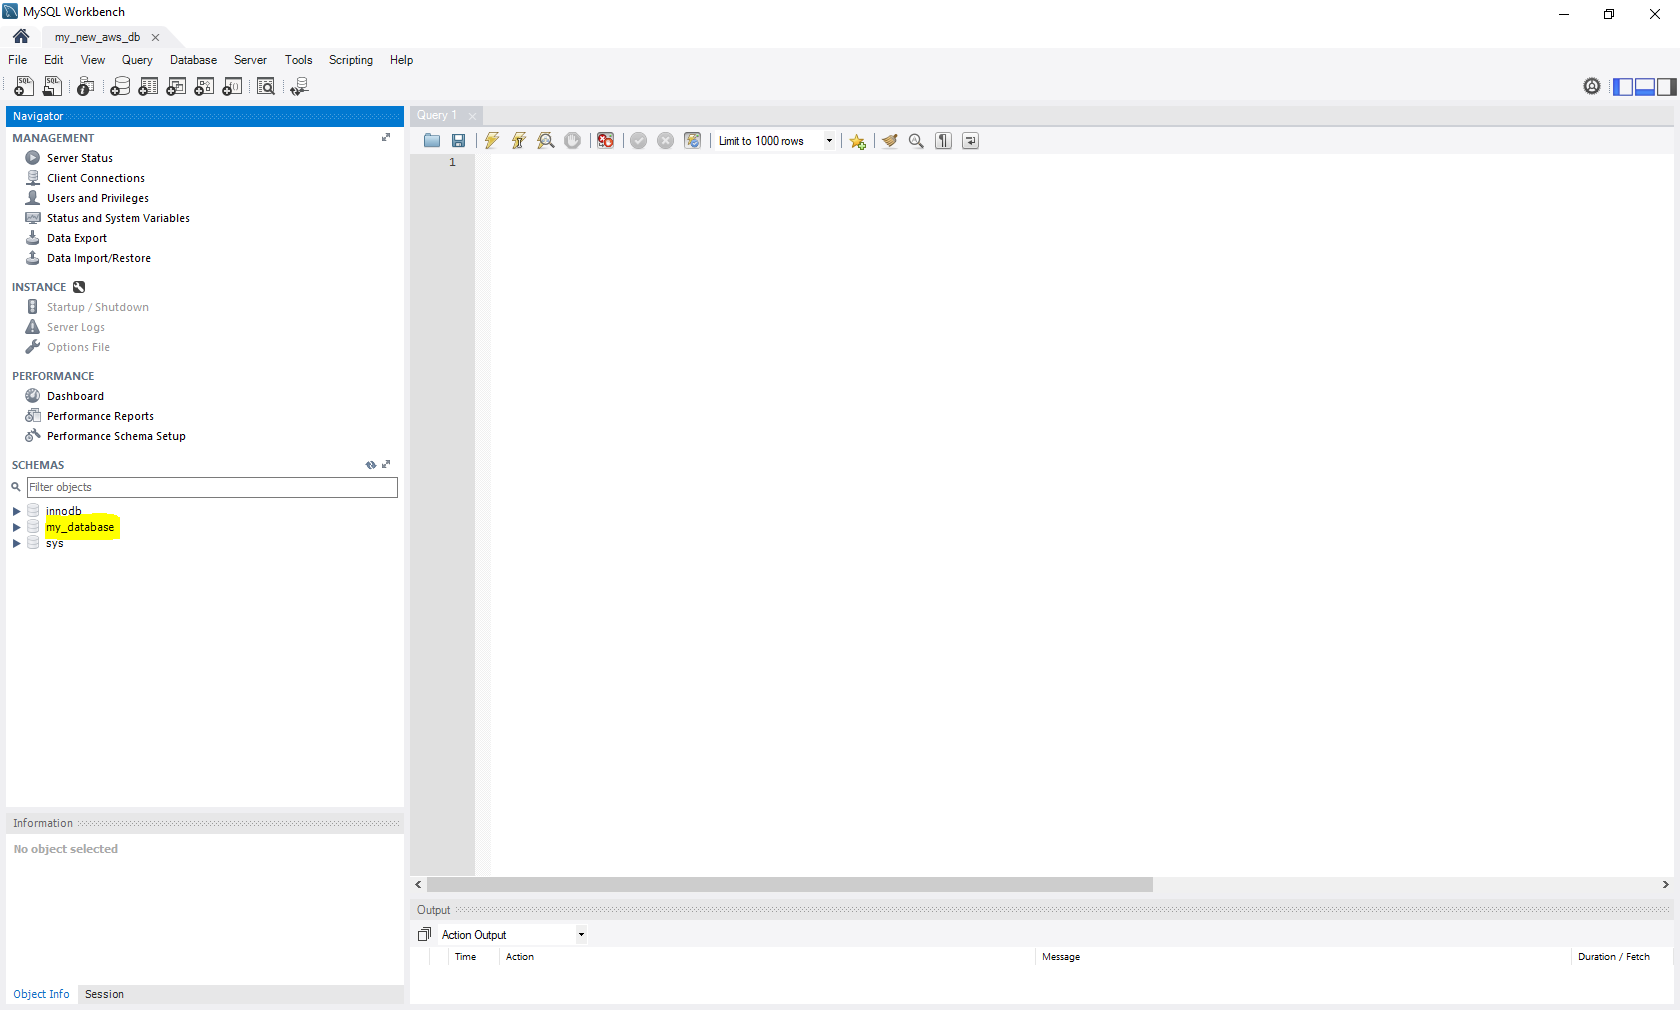 MySQL Workbench
my_new_aws_db
File Edit View Query Database Server Tools Scripting Help
Navigator
MANAGEMENT
Server Status
Client Connections
Users and Privileges
Status and System Variables
Data Export
Data Import/Restore
INSTANCE
Startup / Shutdown
Server Logs
Options File
PERFORMANCE
Dashboard
Performance Reports
Performance Schema Setup
SCHEMAS
Filter objects
innodb
my_database
sys
Information
No object selected
Object Info Session
Query 1
Limit to 1000 rows
1
Output
Action Output
Time Action Message Duration / Fetch